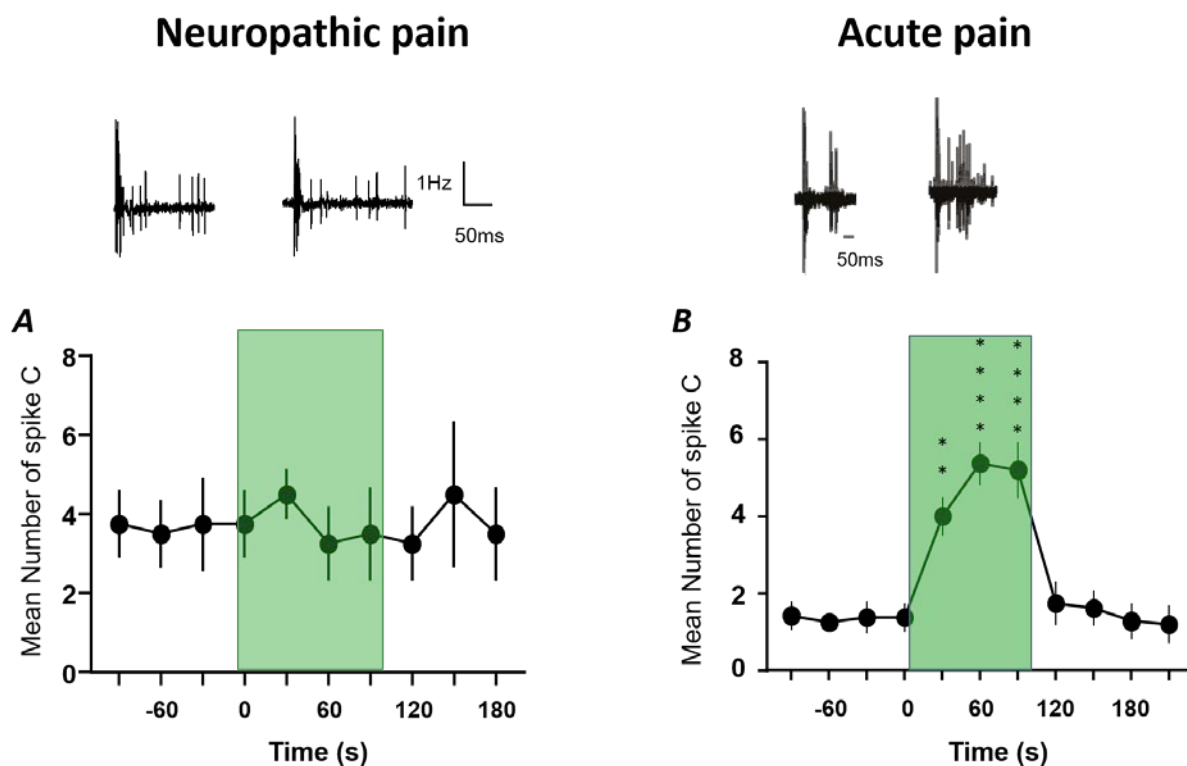 Neuropathic pain
Acute pain
1Hz
50ms
50ms
A
8
6
4
2
0
Mean Number of spike C
-60
0
60
120
180
Time (s)
B
8
6
4
2
0
Mean Number of spike C
* *
* * * *
* * * *
-60
0
60
120
180
Time (s)